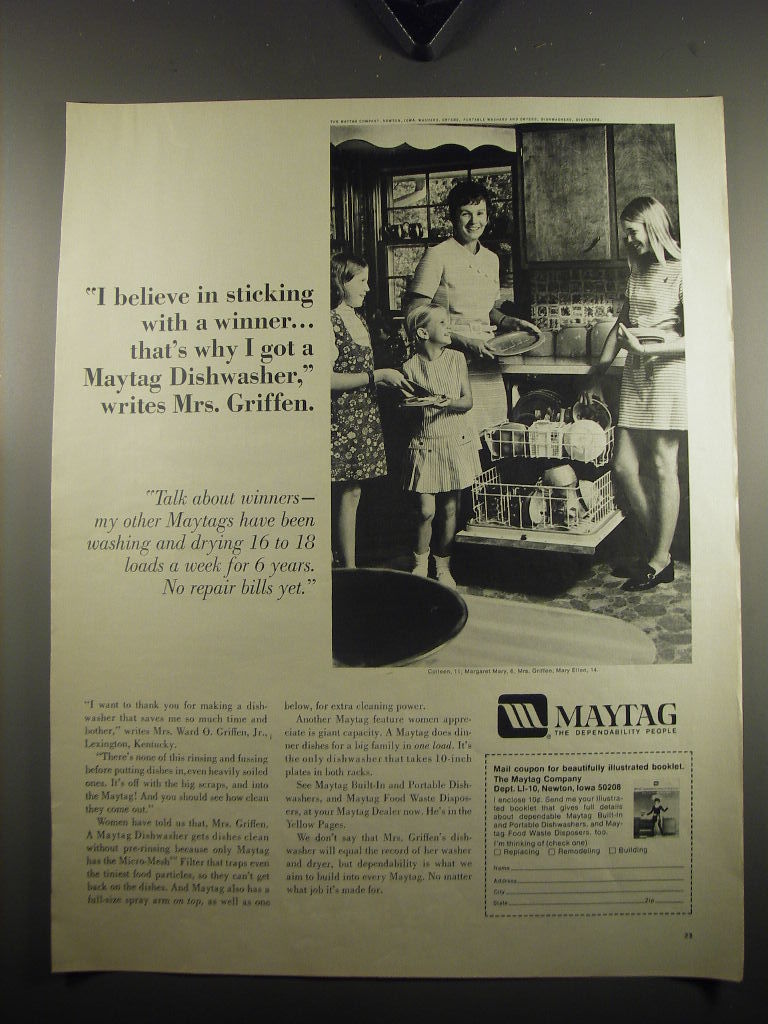 THE MAYTAG COMPANY, NEWTON, IOWA. WASHERS, DRYERS, PORTABLE WASHERS AND DRYERS, DISHWASHERS, DISPOSERS.
“I believe in sticking
with a winner...
that’s why I got a
Maytag Dishwasher,”
writes Mrs. Griffen.
“Talk about winners—
my other Maytags have been
washing and drying 16 to 18
loads a week for 6 years.
No repair bills yet.”
Colleen, 11, Margaret Mary, 6, Mrs. Griffen, Mary Ellen, 14.
“I want to thank you for making a dish-
washer that saves me so much time and
bother,” writes Mrs. Ward O. Griffen, Jr.,
Lexington, Kentucky.
“There’s none of this rinsing and fussing
before putting dishes in, even heavily soiled
ones. It’s off with the big scraps, and into
the Maytag! And you should see how clean
they come out.”
Women have told us that, Mrs. Griffen.
A Maytag Dishwasher gets dishes clean
without pre-rinsing because only Maytag
has the Micro-Mesh™ Filter that traps even
the tiniest food particles, so they can’t get
back on the dishes. And Maytag also has a
full-size spray arm on top, as well as one
below, for extra cleaning power.
Another Maytag feature women appre-
ciate is giant capacity. A Maytag does din-
ner dishes for a big family in one load. It’s
the only dishwasher that takes 10-inch
plates in both racks.
See Maytag Built-In and Portable Dish-
washers, and Maytag Food Waste Dispos-
ers, at your Maytag Dealer now. He’s in the
Yellow Pages.
We don’t say that Mrs. Griffen’s dish-
washer will equal the record of her washer
and dryer, but dependability is what we
aim to build into every Maytag. No matter
what job it’s made for.
MAYTAG
THE DEPENDABILITY PEOPLE
Mail coupon for beautifully illustrated booklet.
The Maytag Company
Dept. LI-10, Newton, Iowa 50208
I enclose 10¢. Send me your illustra-
ted booklet that gives full details
about dependable Maytag Built-In
and Portable Dishwashers, and May-
tag Food Waste Disposers, too.
I’m thinking of (check one)
□ Replacing □ Remodeling □ Building
Name
Address
City
State Zip
23